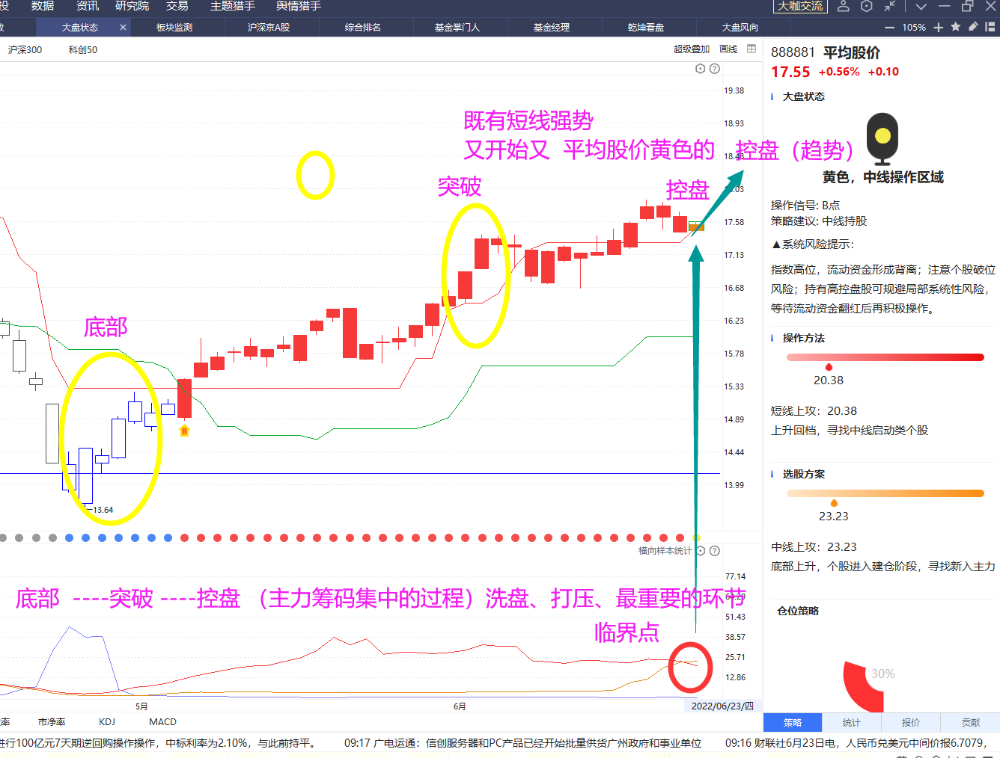 投 数据 资讯 研究院 交易 主题猎手 舆情猎手 大咖交流
大盘状态 × 板块监测 沪深京A股 综合排名 基金掌门人 基金经理 乾坤看盘 大盘风向 105%
沪深300 科创50 超级叠加 画线
888881 平均股价
17.55 +0.56% +0.10
大盘状态
黄色，中线操作区域
操作信号: B点
策略建议: 中线持股
▲系统风险提示：
指数高位，流动资金形成背离；注意个股破位
风险；持有高控盘股可规避局部系统性风险，
等待流动资金翻红后再积极操作。
操作方法
20.38
短线上攻：20.38
上升回档，寻找中线启动类个股
选股方案
23.23
中线上攻：23.23
底部上升，个股进入建仓阶段，寻找新入主力
仓位策略
30%
策略 统计 报价 贡献
19.38
18.93
18.48
18.03
17.58
17.13
16.68
16.23
15.78
15.33
14.89
14.44
13.99
既有短线强势
又开始又 平均股价黄色的 控盘（趋势）
突破
控盘
底部
B
13.64
横向样本统计
77.14
64.29
51.43
38.57
25.71
12.86
底部 ----突破 ----控盘 （主力筹码集中的过程）洗盘、打压、最重要的环节
临界点
5月 6月 2022/06/23/四
率 市净率 KDJ MACD
进行100亿元7天期逆回购操作操作，中标利率为2.10%，与此前持平。 09:17 广电运通：信创服务器和PC产品已经开始批量供货广州政府和事业单位 09:16 财联社6月23日电，人民币兑美元中间价报6.7079，